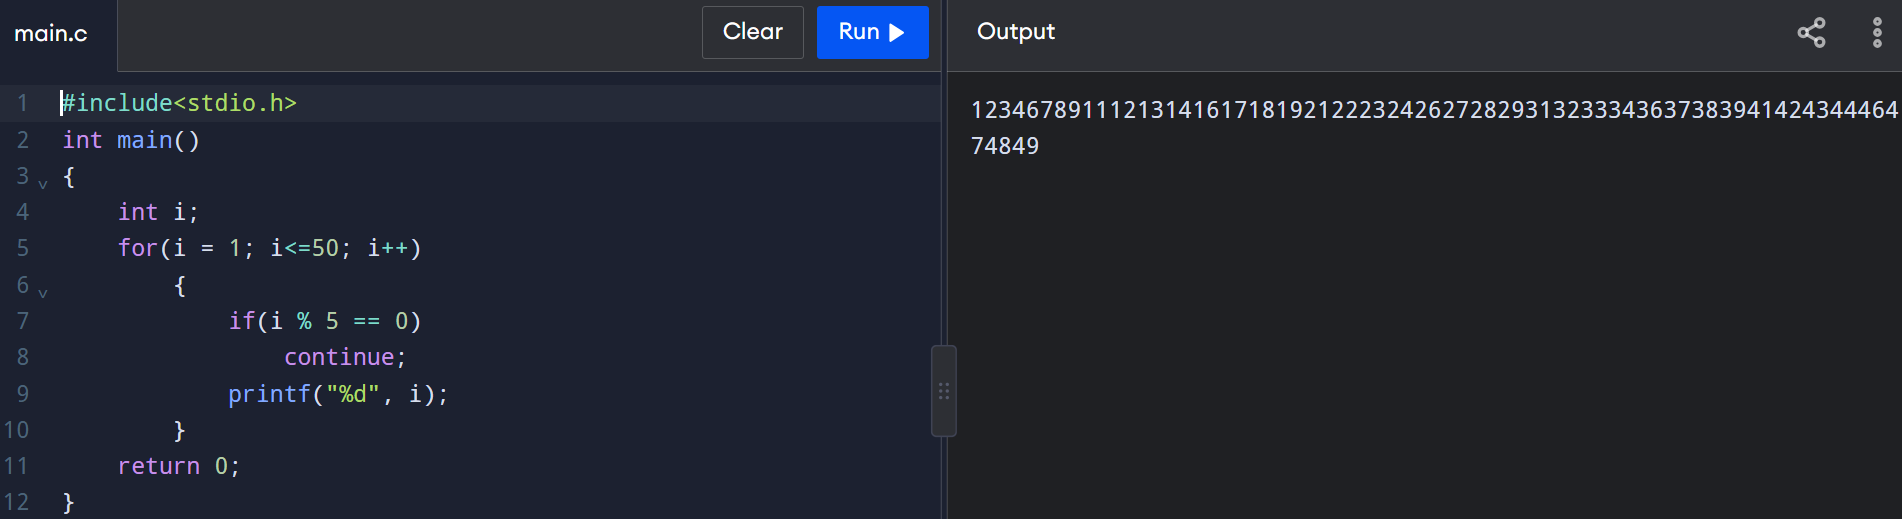 main.c
Clear
Run
Output
1 #include<stdio.h>
2 int main()
3 {
4     int i;
5     for(i = 1; i<=50; i++)
6         {
7             if(i % 5 == 0)
8                 continue;
9             printf("%d", i);
10         }
11     return 0;
12 }
1234678911121314161718192122232426272829313233343637383941424344464
74849